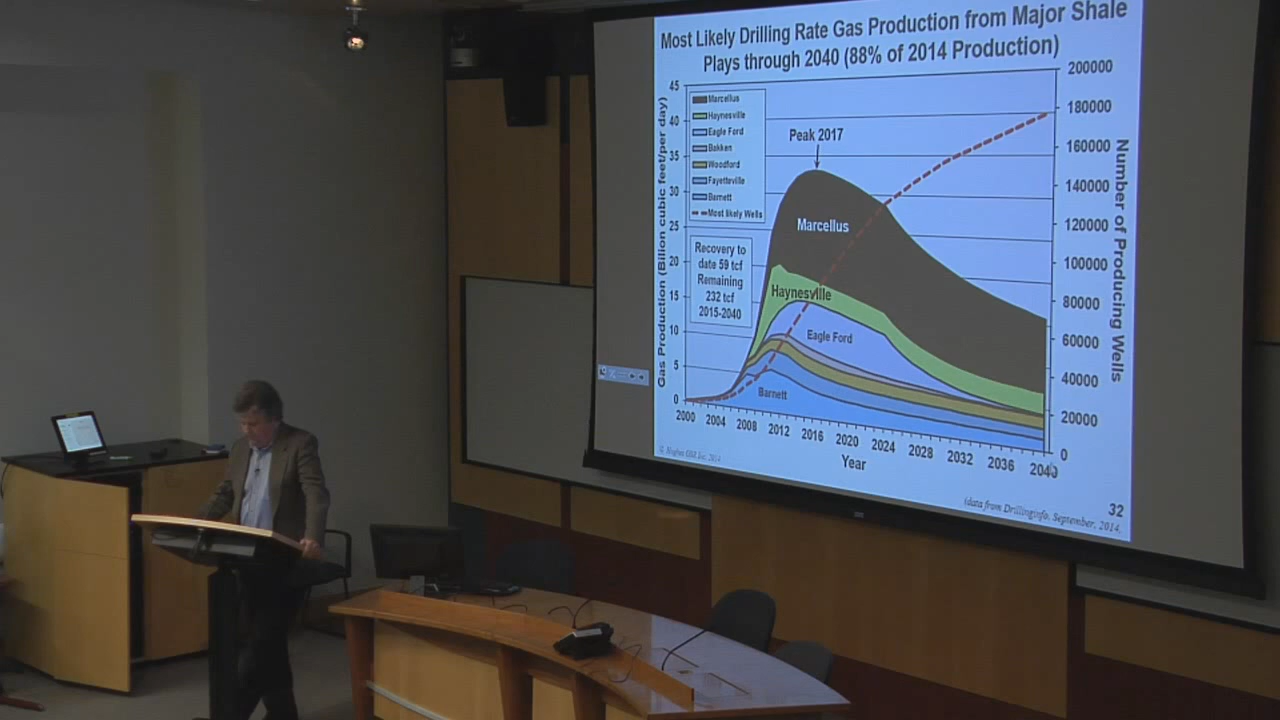 Most Likely Drilling Rate Gas Production from Major Shale
Plays through 2040 (88% of 2014 Production)
Gas Production (Billion cubic feet/per day)
45
40
35
30
25
20
15
10
5
0
Marcellus
Haynesville
Eagle Ford
Bakken
Woodford
Fayetteville
Barnett
Most likely Wells
Recovery to
date 59 tcf
Remaining
232 tcf
2015-2040
Peak 2017
Marcellus
Haynesville
Eagle Ford
Barnett
200000
180000
160000
140000
120000
100000
80000
60000
40000
20000
0
Number of Producing Wells
2000 2004 2008 2012 2016 2020 2024 2028 2032 2036 2040
Year
© Hughes GSR Inc, 2014
32
(data from Drillinginfo, September, 2014.